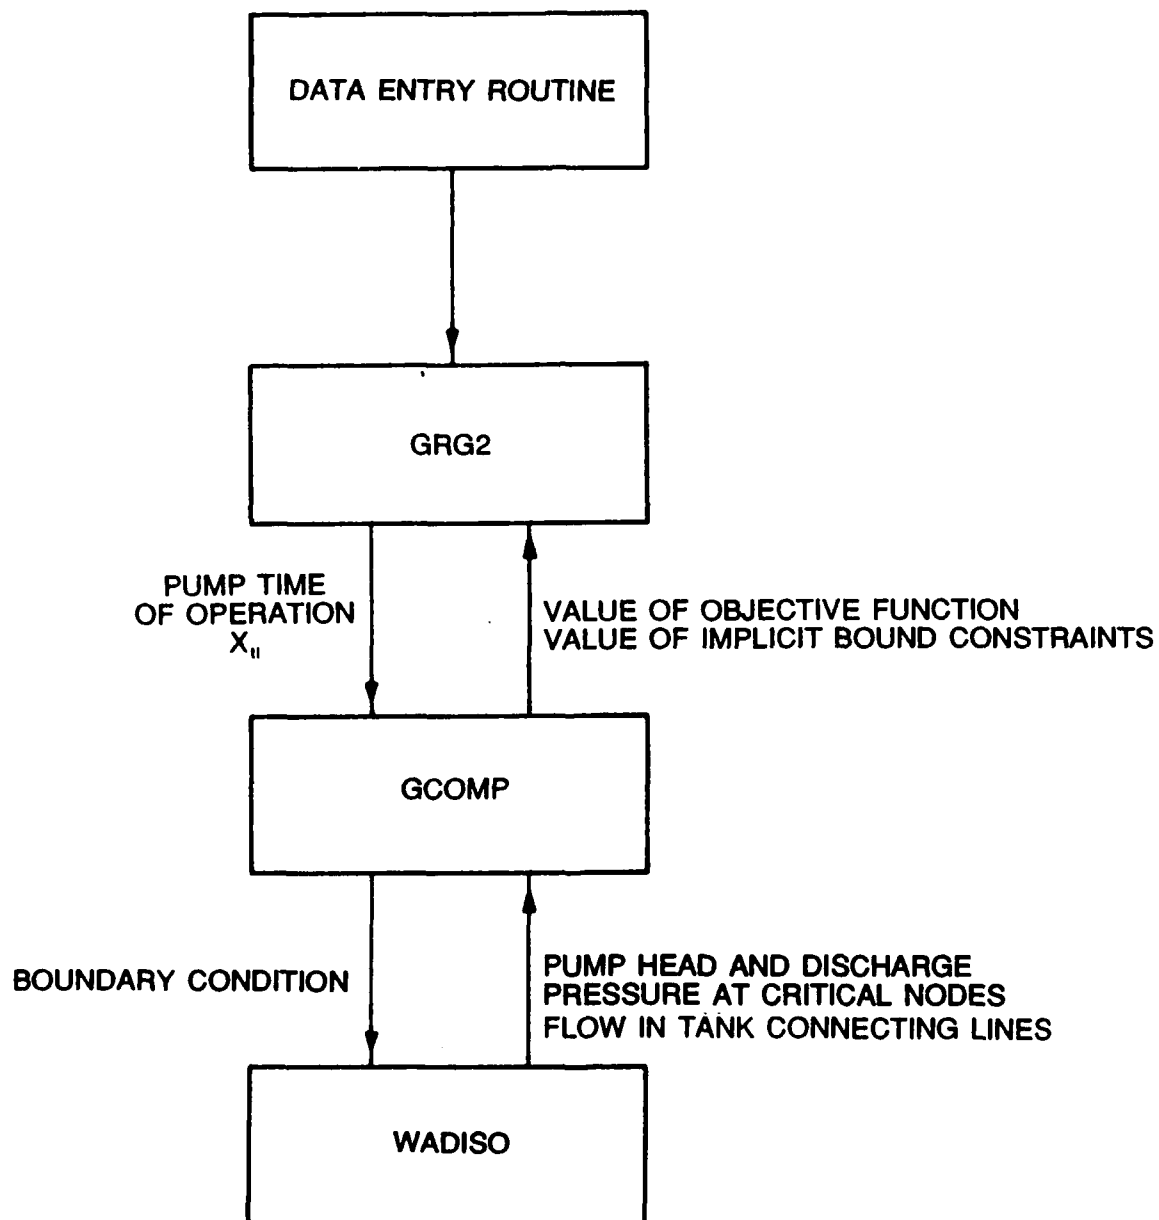 DATA ENTRY ROUTINE
GRG2
PUMP TIME
OF OPERATION
X
VALUE OF OBJECTIVE FUNCTION
VALUE OF IMPLICIT BOUND CONSTRAINTS
GCOMP
BOUNDARY CONDITION
PUMP HEAD AND DISCHARGE
PRESSURE AT CRITICAL NODES
FLOW IN TANK CONNECTING LINES
WADISO